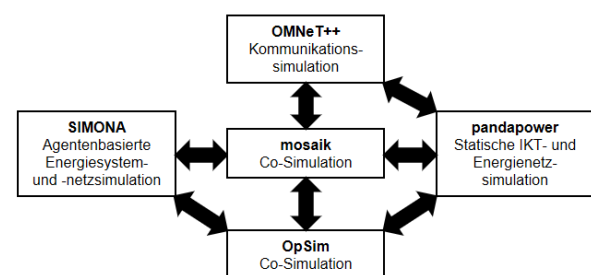 OMNeT++
Kommunikations-
simulation
SIMONA
Agentenbasierte
Energiesystem-
und -netzsimulation
mosaik
Co-Simulation
pandapower
Statische IKT- und
Energienetz-
simulation
OpSim
Co-Simulation